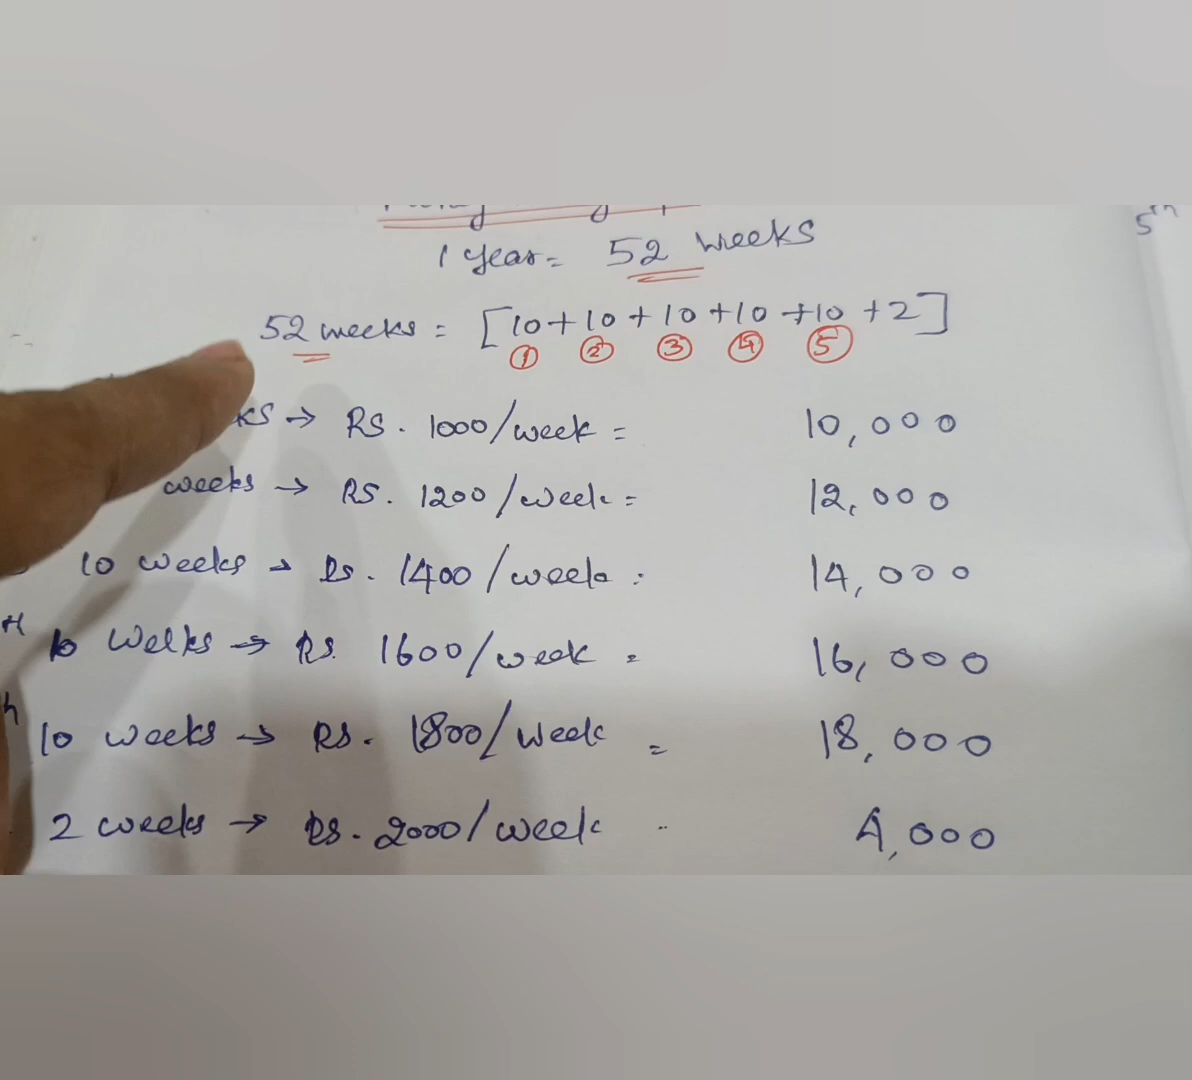 5th
1 Year = 52 weeks
52 weeks = [10 + 10 + 10 + 10 + 10 + 2]
1 2 3 4 5
ks → RS. 1000/week = 10,000
weeks → RS. 1200/week = 12,000
10 weeks → Rs. 1400/week = 14,000
10 weeks → Rs. 1600/week = 16,000
10 weeks → Rs. 1800/week = 18,000
2 weeks → Rs. 2000/week .. 4,000